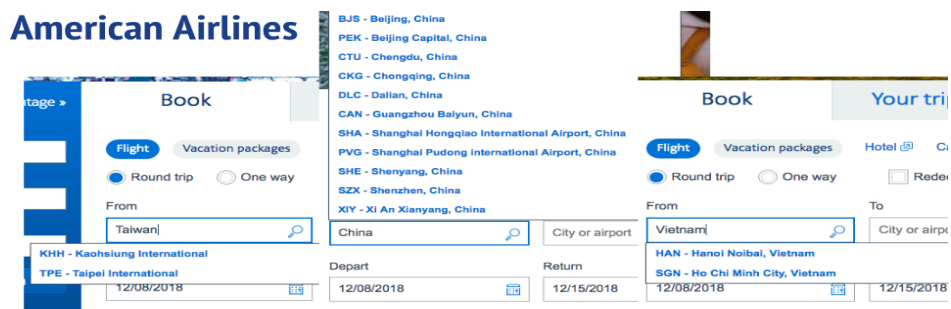 American Airlines
tage »
Book
Flight
Vacation packages
Round trip
One way
From
Taiwan
KHH - Kaohsiung International
TPE - Taipei International
12/08/2018
BJS - Beijing, China
PEK - Beijing Capital, China
CTU - Chengdu, China
CKG - Chongqing, China
DLC - Dalian, China
CAN - Guangzhou Baiyun, China
SHA - Shanghai Hongqiao International Airport, China
PVG - Shanghai Pudong International Airport, China
SHE - Shenyang, China
SZX - Shenzhen, China
XIY - Xi An Xianyang, China
China
City or airport
Depart
Return
12/08/2018
12/15/2018
Book
Your trip
Flight
Vacation packages
Hotel
Ca
Round trip
One way
Redee
From
To
Vietnam
City or airpo
HAN - Hanoi Noibai, Vietnam
SGN - Ho Chi Minh City, Vietnam
12/08/2018
12/15/2018